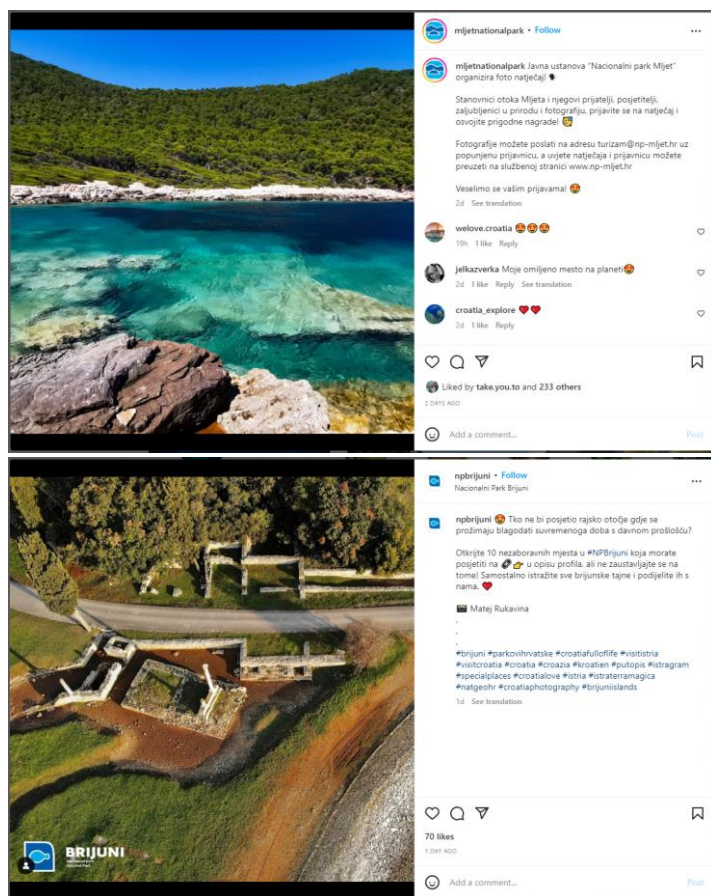 mljetnationalpark • Follow
mljetnationalpark Javna ustanova "Nacionalni park Mljet"
organizira foto natječaj!
Stanovnici otoka Mljeta i njegovi prijatelji, posjetitelji,
zaljubljenici u prirodu i fotografiju, prijavite se na natječaj i
osvojite prigodne nagrade!
Fotografije možete poslati na adresu turizam@np-mljet.hr uz
popunjenu prijavnicu, a uvjete natječaja i prijavnicu možete
preuzeti na službenoj stranici www.np-mljet.hr
Veselimo se vašim prijavama! 😍
2d See translation
welove.croatia 😍😍😍
19h 1 like Reply
jelkazverka Moje omiljeno mesto na planeti😍
2d 1 like Reply See translation
croatia_explore ❤️❤️
2d 1 like Reply
Liked by take.you.to and 233 others
2 DAYS AGO
Add a comment...
Post
npbrijuni • Follow
Nacionalni Park Brijuni
npbrijuni 😍 Tko ne bi posjetio rajsko otočje gdje se
prožimaju blagodati suvremenoga doba s davnom prošlošću?
Otkrijte 10 nezaboravnih mjesta u #NPBrijuni koja morate
posjetiti na 🔗👉 u opisu profila, ali ne zaustavljajte se na
tome! Samostalno istražite sve brijunske tajne i podijelite ih s
nama. ❤️
📷 Matej Rukavina
.
.
.
#brijuni #parkovihrvatske #croatiafulloflife #visitistria
#visitcroatia #croatia #croazia #kroatien #putopis #istragram
#specialplaces #croatialove #istria #istraterramagica
#natgeohr #croatiaphotography #brijuniislands
1d See translation
BRIJUNI
70 likes
1 DAY AGO
Add a comment...
Post